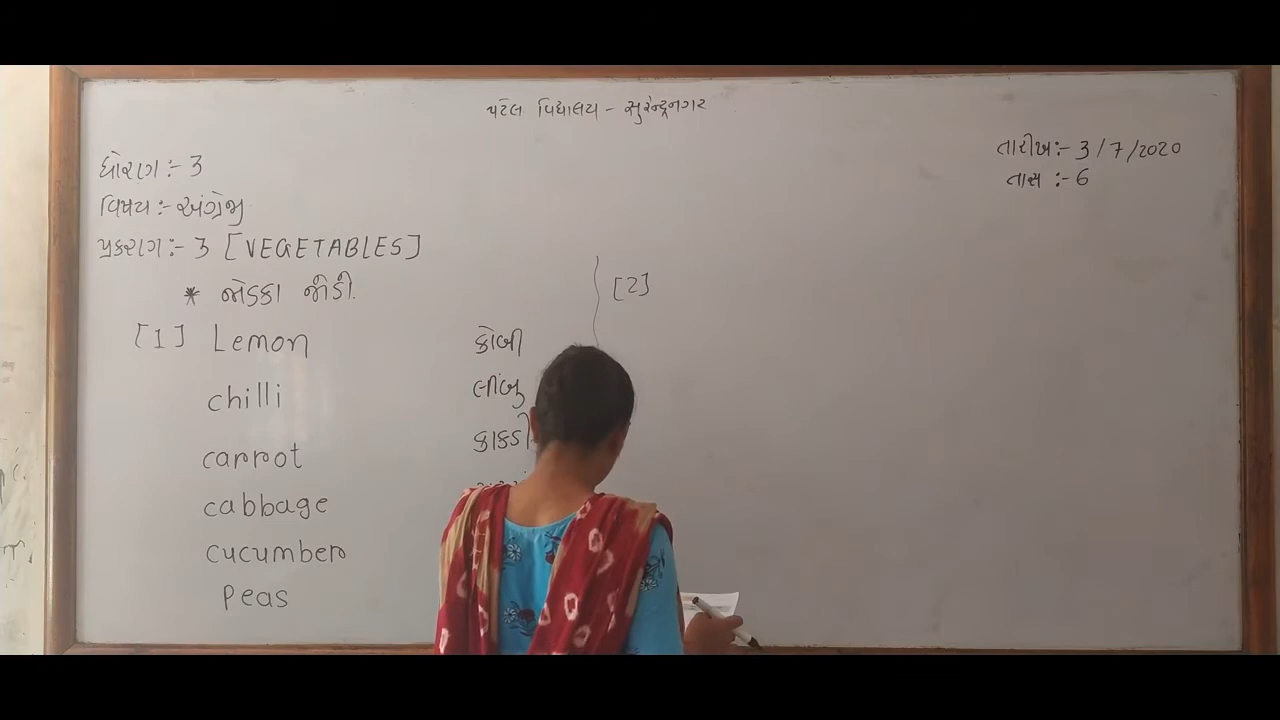 પટેલ વિદ્યાલય - સુરેન્દ્રનગર
તારીખ :- 3/7/2020
તાસ :- 6
ધોરણ :- 3
વિષય :- અંગ્રેજી
પ્રકરણ :- 3 [VEGETABLES]
* જોડકા જોડી.
[1] Lemon કોબી
chilli લીંબુ
carrot કાકડી
cabbage
cucumber
Peas
[2]